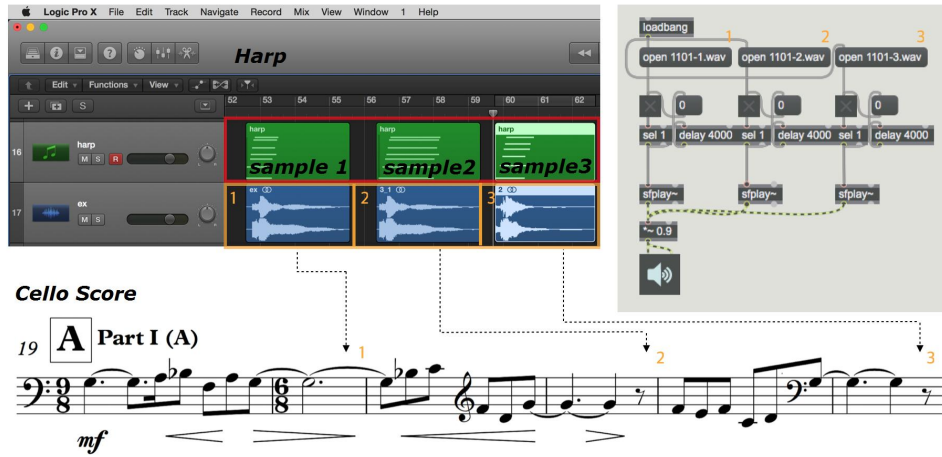 Logic Pro X File Edit Track Navigate Record Mix View Window 1 Help
Harp
Edit Functions View
S
52 53 54 55 56 57 58 59 60 61 62
16 harp
M S R
harp harp harp
sample 1 sample2 sample3
17 ex
M S
1 ex 2 3_1 3 2
loadbang
1 2 3
open 1101-1.wav open 1101-2.wav open 1101-3.wav
0 0 0
sel 1 delay 4000 sel 1 delay 4000 sel 1 delay 4000
sfplay~ sfplay~ sfplay~
*~ 0.9
Cello Score
19 A Part I (A)
1 2 3
9 8 6 8
mf